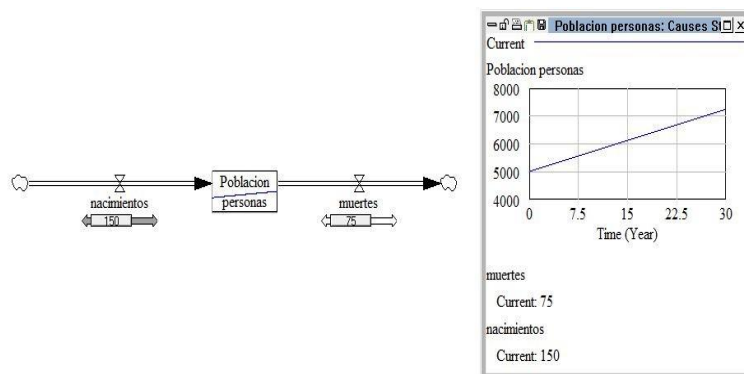 nacimientos
150
Poblacion
personas
muertes
75
Poblacion personas: Causes S
Current
Poblacion personas
8000
7000
6000
5000
4000
0 7.5 15 22.5 30
Time (Year)
muertes
Current: 75
nacimientos
Current: 150